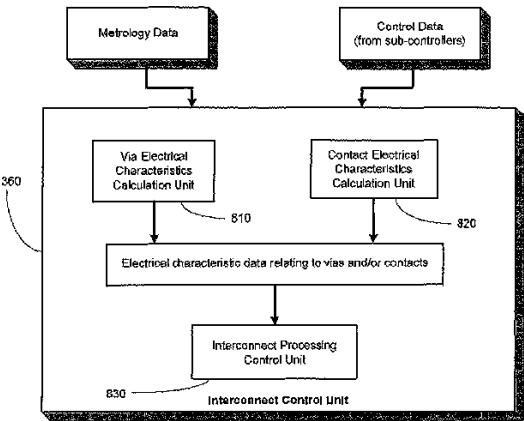 Metrology Data
Control Data
(from sub-controllers)
Via Electrical
Characteristics
Calculation Unit
Contact Electrical
Characteristics
Calculation Unit
360
810
820
Electrical characteristic data relating to vias and/or contacts
Interconnect Processing
Control Unit
830
Interconnect Control Unit